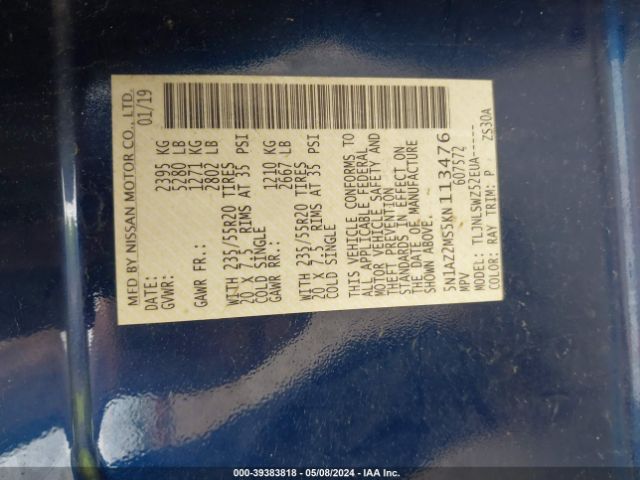 MFD BY NISSAN MOTOR CO., LTD.
DATE: 01/19
GVWR: 2395 KG
5280 LB
GAWR FR.: 1271 KG
2802 LB
WITH 235/55R20 TIRES
20 X 7.5 RIMS AT 35 PSI
COLD SINGLE
GAWR RR.: 1210 KG
2667 LB
WITH 235/55R20 TIRES
20 X 7.5 RIMS AT 35 PSI
COLD SINGLE
THIS VEHICLE CONFORMS TO
ALL APPLICABLE FEDERAL
MOTOR VEHICLE SAFETY AND
THEFT PREVENTION
STANDARDS IN EFFECT ON
THE DATE OF MANUFACTURE
SHOWN ABOVE.
5N1AZ2MS5KN113476
MPV 607572
MODEL: TLJNLSWZ52EUA-----
COLOR: RAY TRIM: P ZS30A
000-39383818 - 05/08/2024 - IAA Inc.